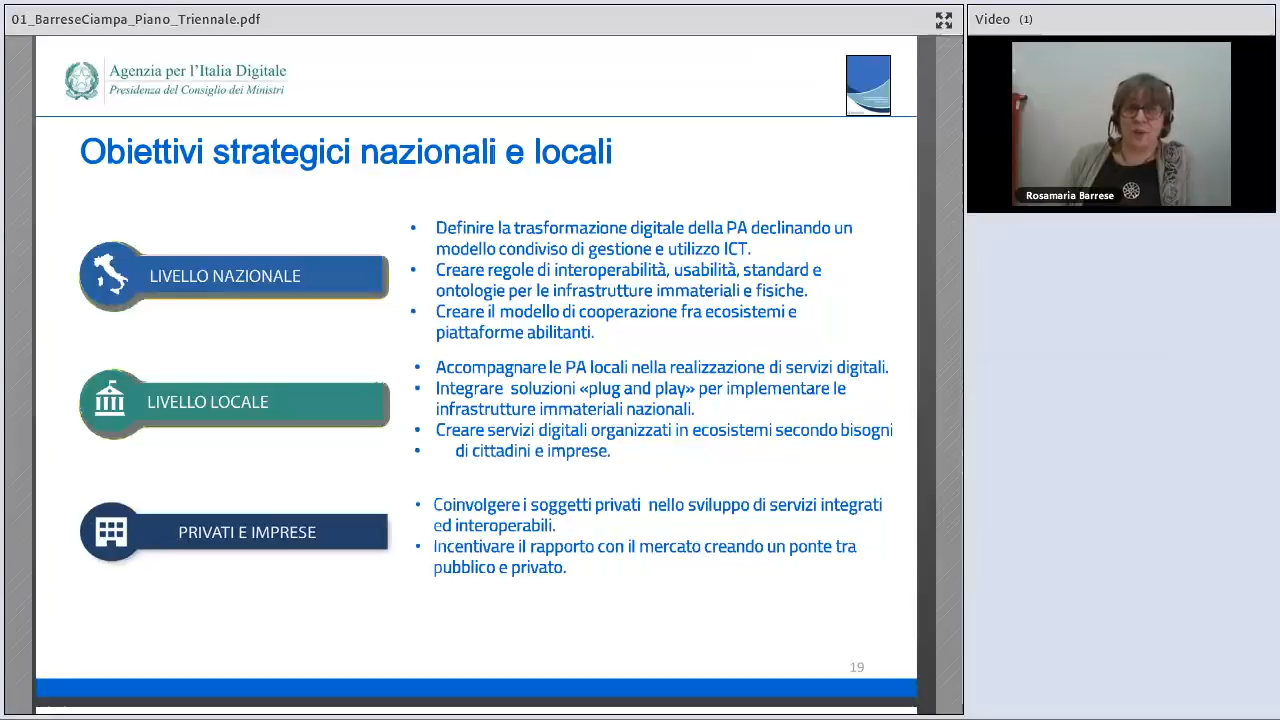 01_BarreseCiampa_Piano_Triennale.pdf
Video (1)
Agenzia per l'Italia Digitale
Presidenza del Consiglio dei Ministri
Rosamaria Barrese
Obiettivi strategici nazionali e locali
LIVELLO NAZIONALE
• Definire la trasformazione digitale della PA declinando un
modello condiviso di gestione e utilizzo ICT.
• Creare regole di interoperabilità, usabilità, standard e
ontologie per le infrastrutture immateriali e fisiche.
• Creare il modello di cooperazione fra ecosistemi e
piattaforme abilitanti.
LIVELLO LOCALE
• Accompagnare le PA locali nella realizzazione di servizi digitali.
• Integrare soluzioni «plug and play» per implementare le
infrastrutture immateriali nazionali.
• Creare servizi digitali organizzati in ecosistemi secondo bisogni
• di cittadini e imprese.
PRIVATI E IMPRESE
• Coinvolgere i soggetti privati nello sviluppo di servizi integrati
ed interoperabili.
• Incentivare il rapporto con il mercato creando un ponte tra
pubblico e privato.
19